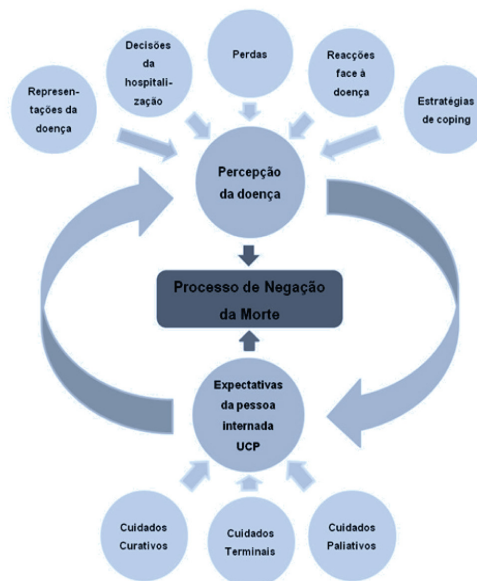 Represen-
tações da
doença
Decisões
da
hospitali-
zação
Perdas
Reacções
face à
doença
Estratégias
de coping
Percepção
da doença
Processo de Negação
da Morte
Expectativas
da pessoa
internada
UCP
Cuidados
Curativos
Cuidados
Terminais
Cuidados
Paliativos